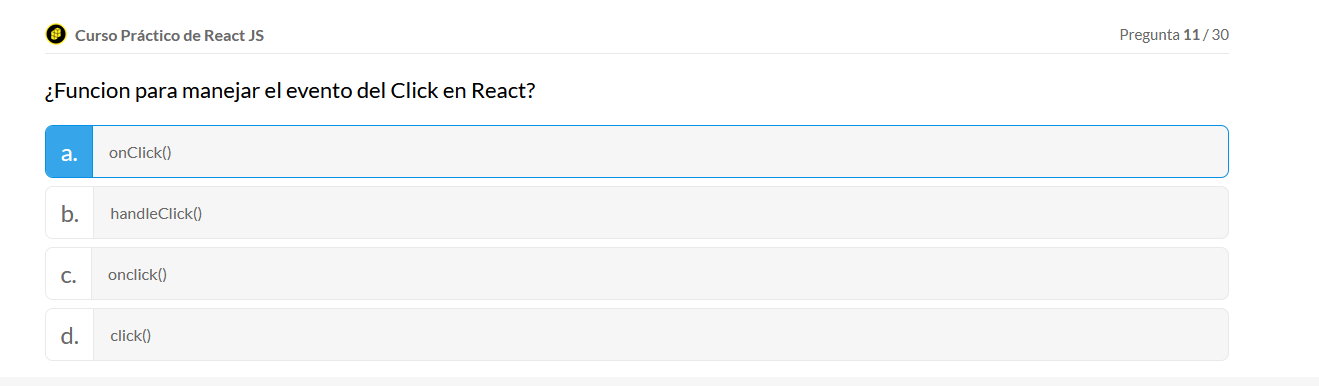 Curso Práctico de React JS
Pregunta 11 / 30
¿Funcion para manejar el evento del Click en React?
a. onClick()
b. handleClick()
c. onclick()
d. click()